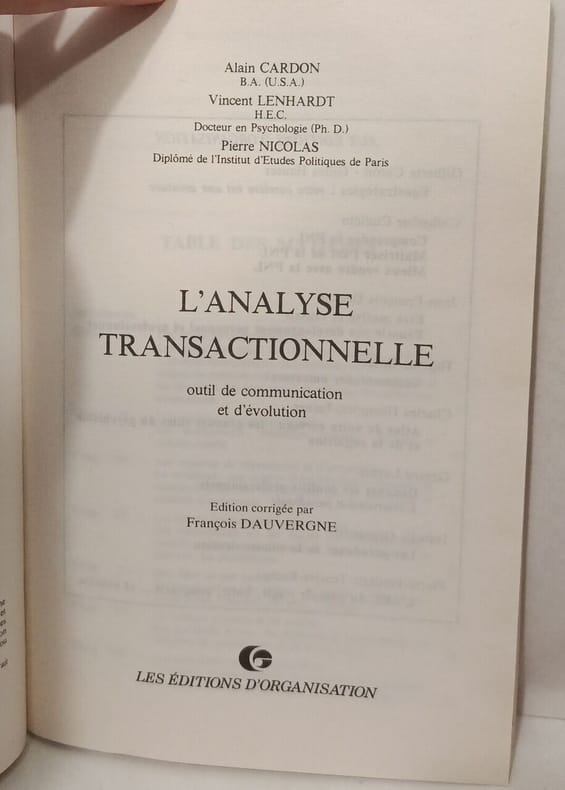 Alain CARDON
B.A. (U.S.A.)
Vincent LENHARDT
H.E.C.
Docteur en Psychologie (Ph. D.)
Pierre NICOLAS
Diplômé de l'Institut d'Etudes Politiques de Paris
L'ANALYSE
TRANSACTIONNELLE
outil de communication
et d'évolution
Edition corrigée par
François DAUVERGNE
LES ÉDITIONS D'ORGANISATION